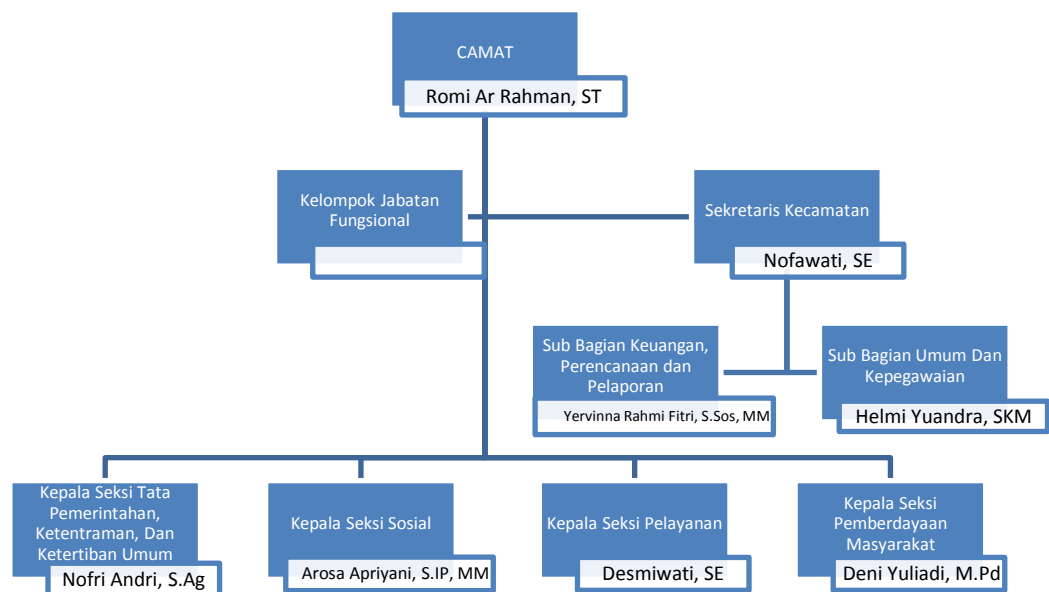 CAMAT
Romi Ar Rahman, ST
Kelompok Jabatan
Fungsional
Sekretaris Kecamatan
Nofawati, SE
Sub Bagian Keuangan,
Perencanaan dan
Pelaporan
Yervinna Rahmi Fitri, S.Sos, MM
Sub Bagian Umum Dan
Kepegawaian
Helmi Yuandra, SKM
Kepala Seksi Tata
Pemerintahan,
Ketentraman, Dan
Ketertiban Umum
Nofri Andri, S.Ag
Kepala Seksi Sosial
Arosa Apriyani, S.IP, MM
Kepala Seksi Pelayanan
Desmiwati, SE
Kepala Seksi
Pemberdayaan
Masyarakat
Deni Yuliadi, M.Pd